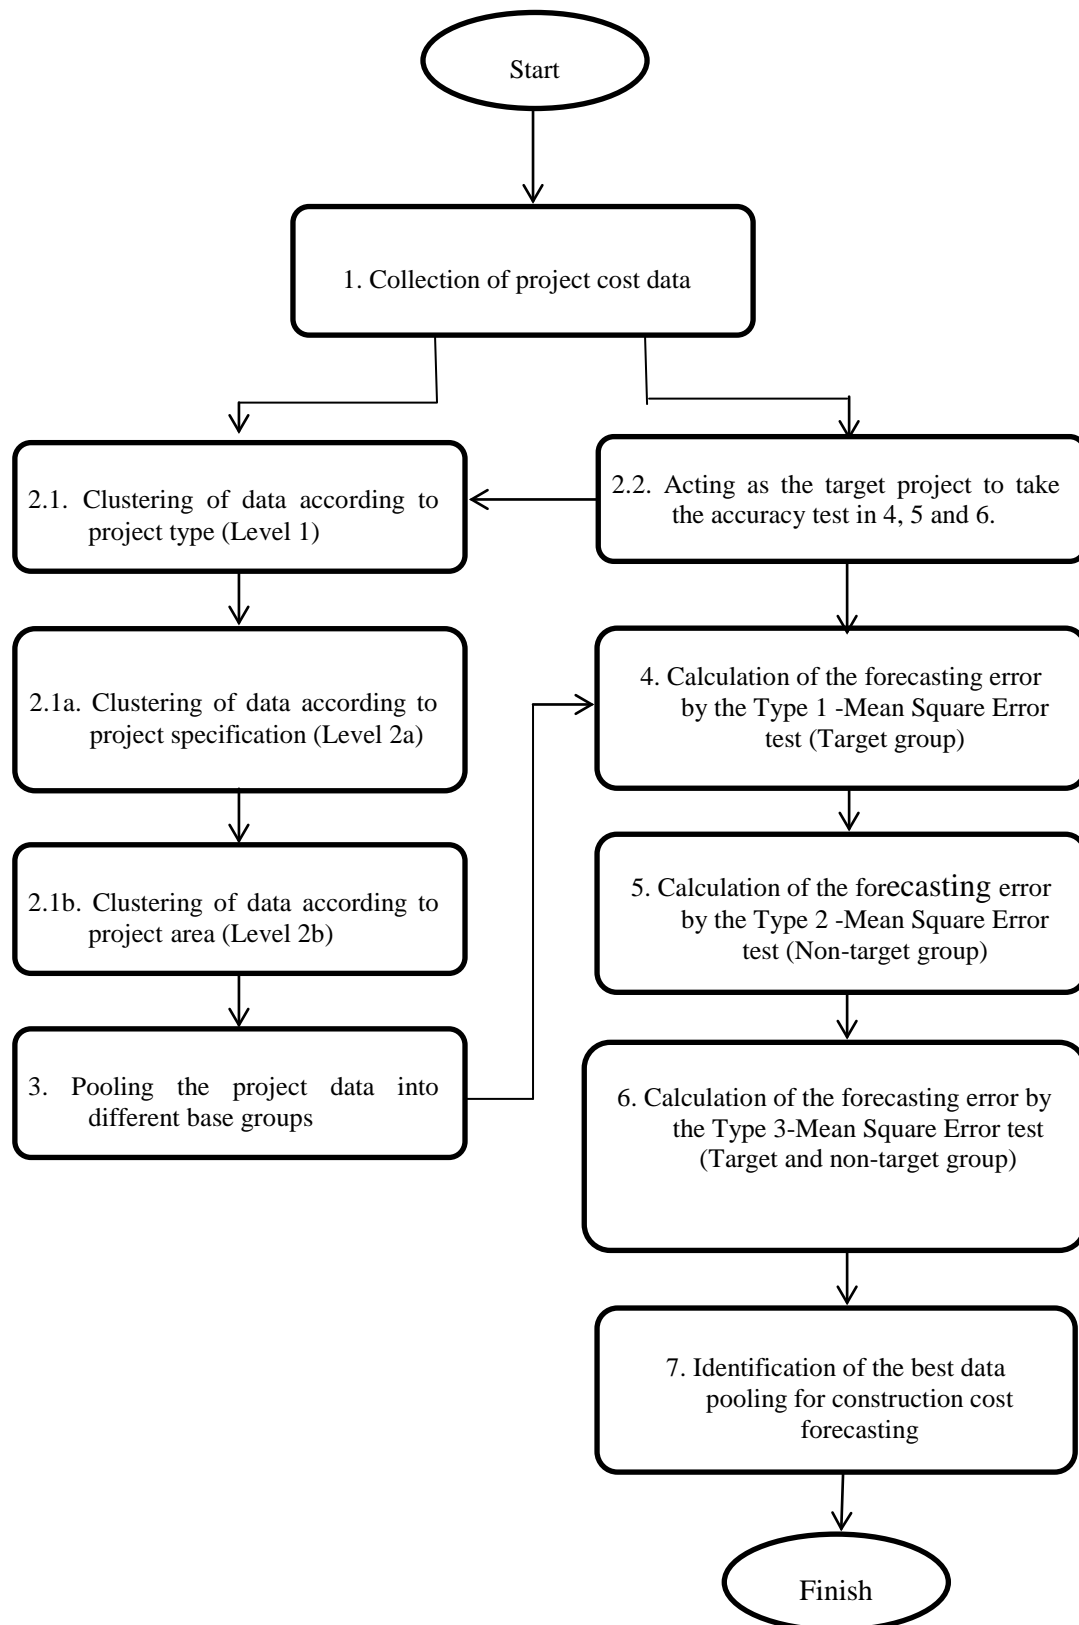 Start
1. Collection of project cost data
2.1. Clustering of data according to
project type (Level 1)
2.2. Acting as the target project to take
the accuracy test in 4, 5 and 6.
2.1a. Clustering of data according to
project specification (Level 2a)
4. Calculation of the forecasting error
by the Type 1 -Mean Square Error
test (Target group)
2.1b. Clustering of data according to
project area (Level 2b)
5. Calculation of the forecasting error
by the Type 2 -Mean Square Error
test (Non-target group)
3. Pooling the project data into
different base groups
6. Calculation of the forecasting error by
the Type 3-Mean Square Error test
(Target and non-target group)
7. Identification of the best data
pooling for construction cost
forecasting
Finish